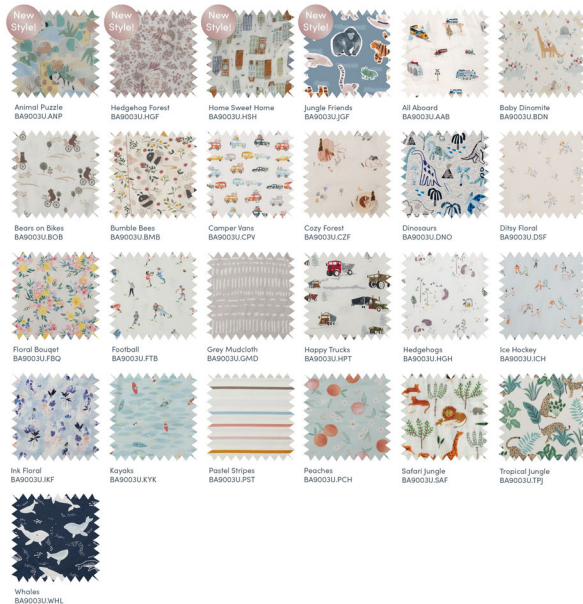 New
Style!
New
Style!
New
Style!
New
Style!
Animal Puzzle
BA9003U.ANP
Hedgehog Forest
BA9003U.HGF
Home Sweet Home
BA9003U.HSH
Jungle Friends
BA9003U.JGF
All Aboard
BA9003U.AAB
Baby Dinomite
BA9003U.BDN
Bears on Bikes
BA9003U.BOB
Bumble Bees
BA9003U.BMB
Camper Vans
BA9003U.CPV
Cozy Forest
BA9003U.CZF
Dinosaurs
BA9003U.DNO
Ditsy Floral
BA9003U.DSF
Floral Bouqet
BA9003U.FBQ
Football
BA9003U.FTB
Grey Mudcloth
BA9003U.GMD
Happy Trucks
BA9003U.HPT
Hedgehogs
BA9003U.HGH
Ice Hockey
BA9003U.ICH
Ink Floral
BA9003U.IKF
Kayaks
BA9003U.KYK
Pastel Stripes
BA9003U.PST
Peaches
BA9003U.PCH
Safari Jungle
BA9003U.SAF
Tropical Jungle
BA9003U.TPJ
Whales
BA9003U.WHL